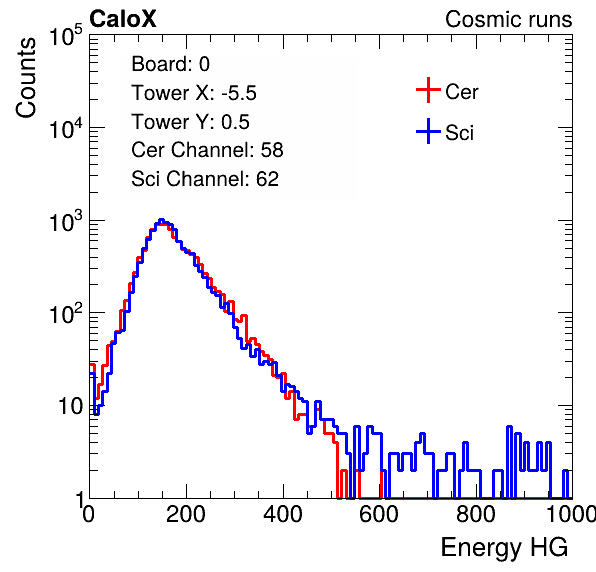 CaloX Cosmic runs
Counts
Board: 0
Tower X: -5.5
Tower Y: 0.5
Cer Channel: 58
Sci Channel: 62
Cer
Sci
10^5
10^4
10^3
10^2
10
1
0 200 400 600 800 1000
Energy HG